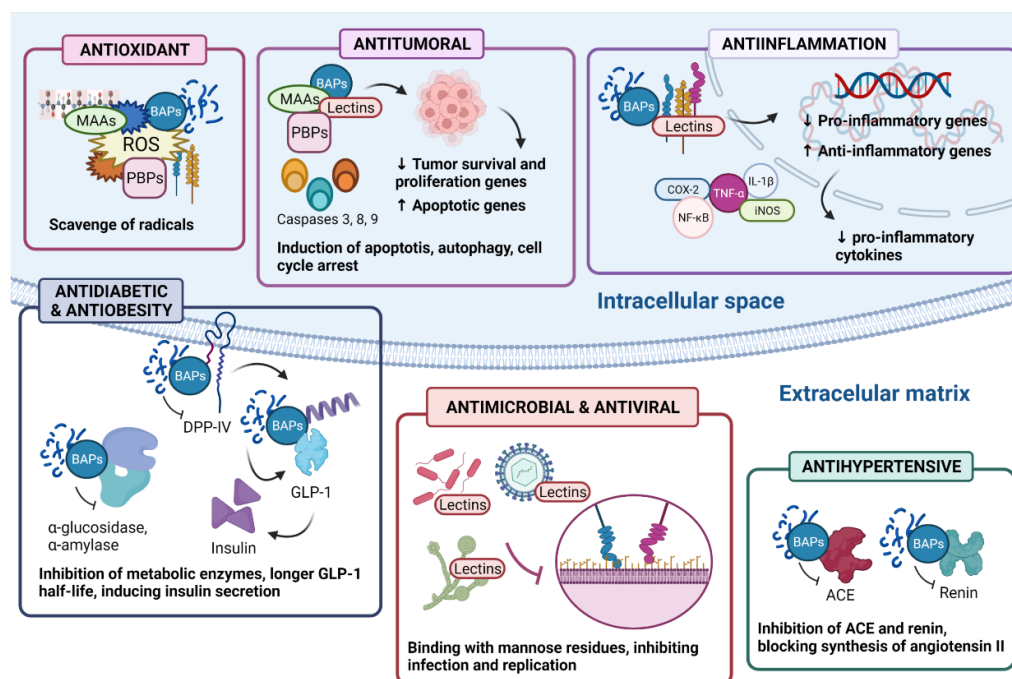 ANTIOXIDANT
MAAs
BAPs
ROS
PBPs
Scavenge of radicals
ANTITUMORAL
BAPs
MAAs
Lectins
PBPs
Caspases 3, 8, 9
↓ Tumor survival and
proliferation genes
↑ Apoptotic genes
Induction of apoptotis, autophagy, cell
cycle arrest
ANTIINFLAMMATION
BAPs
Lectins
↓ Pro-inflammatory genes
↑ Anti-inflammatory genes
COX-2
TNF-α
IL-1β
NF-κB
iNOS
↓ pro-inflammatory
cytokines
Intracellular space
ANTIDIABETIC
& ANTIOBESITY
BAPs
DPP-IV
BAPs
BAPs
GLP-1
α-glucosidase,
α-amylase
Insulin
Inhibition of metabolic enzymes, longer GLP-1
half-life, inducing insulin secretion
ANTIMICROBIAL & ANTIVIRAL
Lectins
Lectins
Lectins
Binding with mannose residues, inhibiting
infection and replication
Extracelular matrix
ANTIHYPERTENSIVE
BAPs
BAPs
ACE
Renin
Inhibition of ACE and renin,
blocking synthesis of angiotensin II